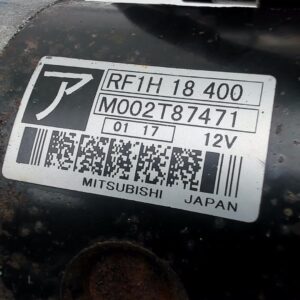 ア
RF1H 18 400
M002T87471
01 17 12V
MITSUBISHI JAPAN